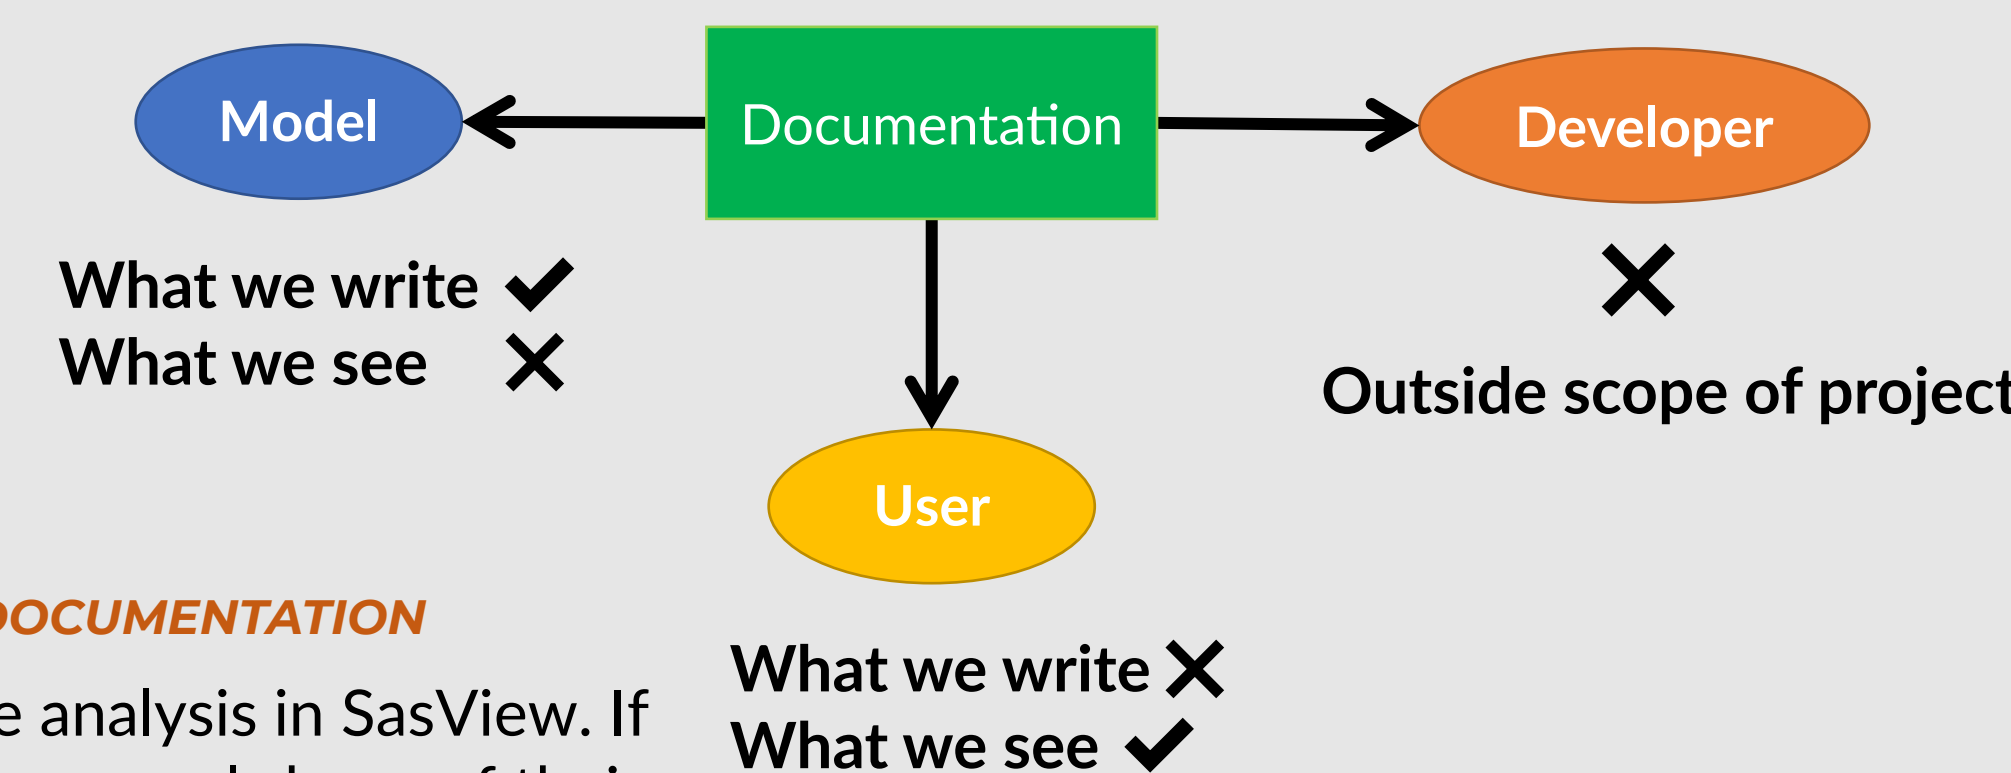 Model
Documentation
Developer
What we write ✔
What we see ✕
✕
Outside scope of project
User
DOCUMENTATION
e analysis in SasView. If
What we write ✕
What we see ✔